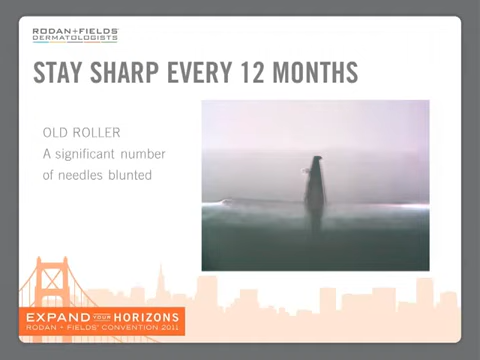 RODAN+FIELDS®
DERMATOLOGISTS
STAY SHARP EVERY 12 MONTHS
OLD ROLLER
A significant number
of needles blunted
EXPAND YOUR HORIZONS
RODAN + FIELDS® CONVENTION 2011